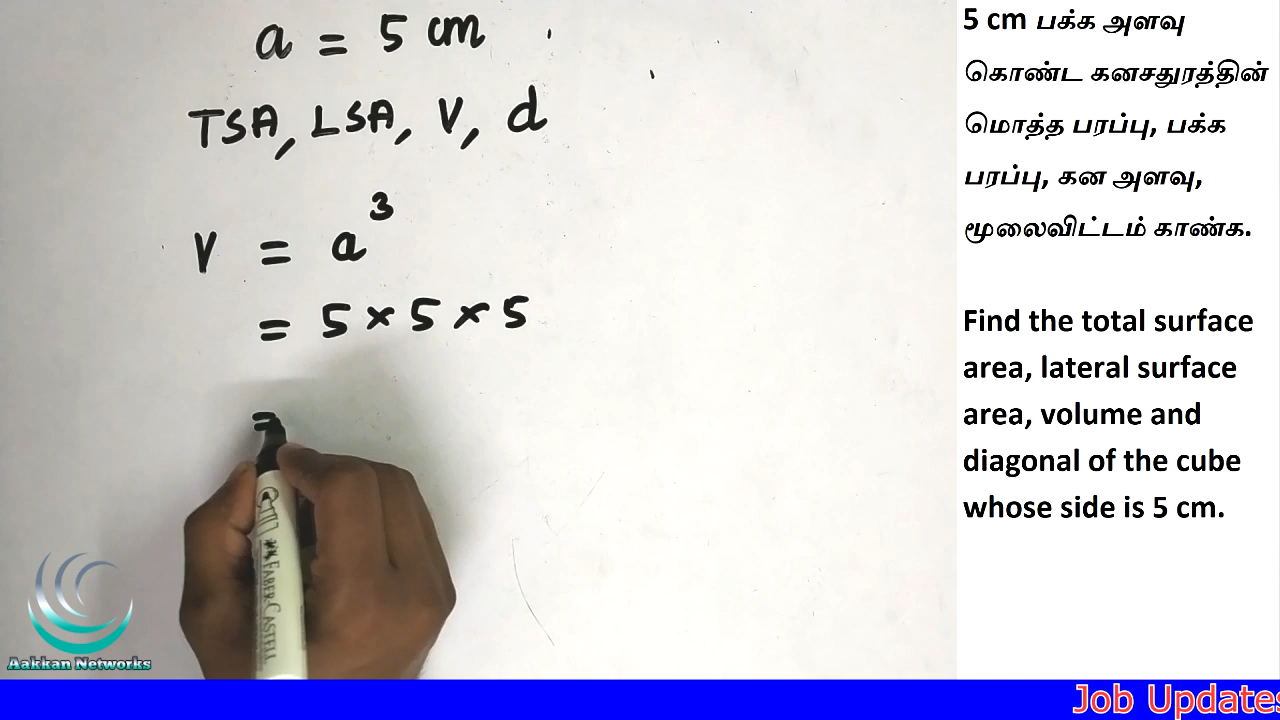 a = 5 cm
TSA, LSA, V, d
V = a³
= 5 × 5 × 5
=
FABER-CASTELL
Aakkan Networks
5 cm பக்க அளவு
கொண்ட கனசதுரத்தின்
மொத்த பரப்பு, பக்க
பரப்பு, கன அளவு,
மூலைவிட்டம் காண்க.
Find the total surface
area, lateral surface
area, volume and
diagonal of the cube
whose side is 5 cm.
Job Updates